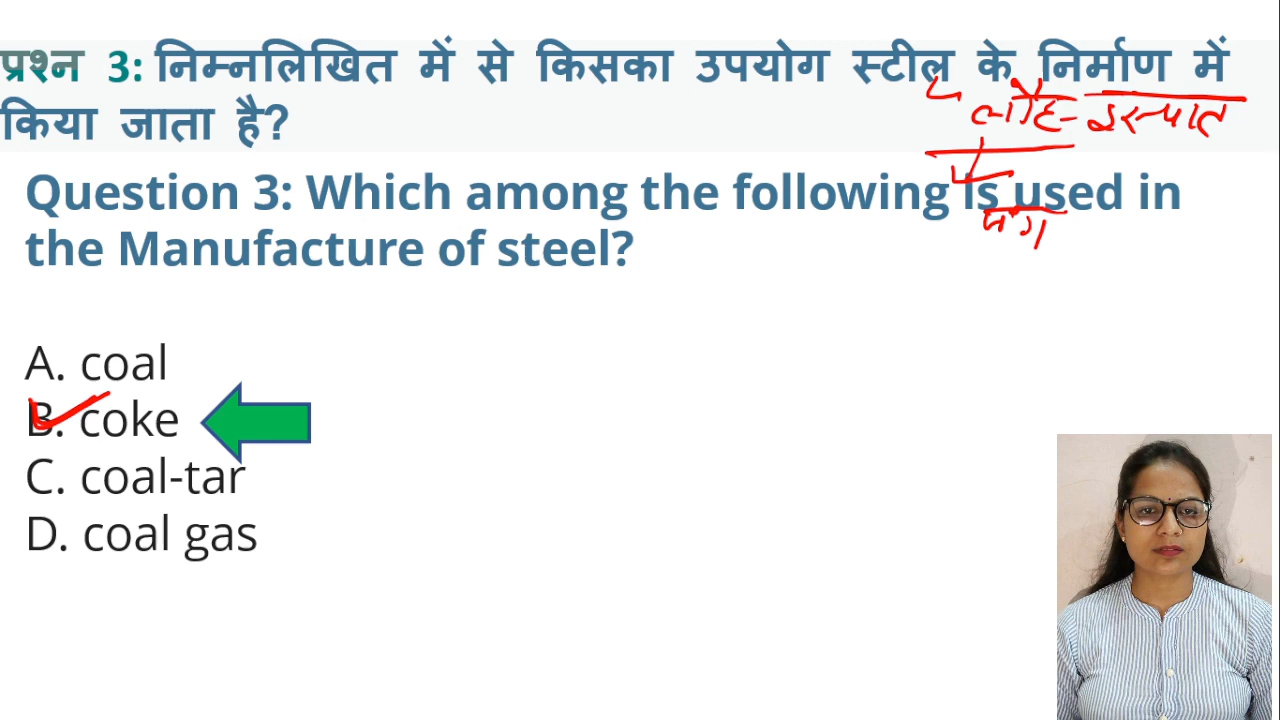 प्रश्न 3: निम्नलिखित में से किसका उपयोग स्टील के निर्माण में
किया जाता है?
लौह-इस्पात
Question 3: Which among the following is used in
जंग
the Manufacture of steel?
A. coal
B. coke
C. coal-tar
D. coal gas